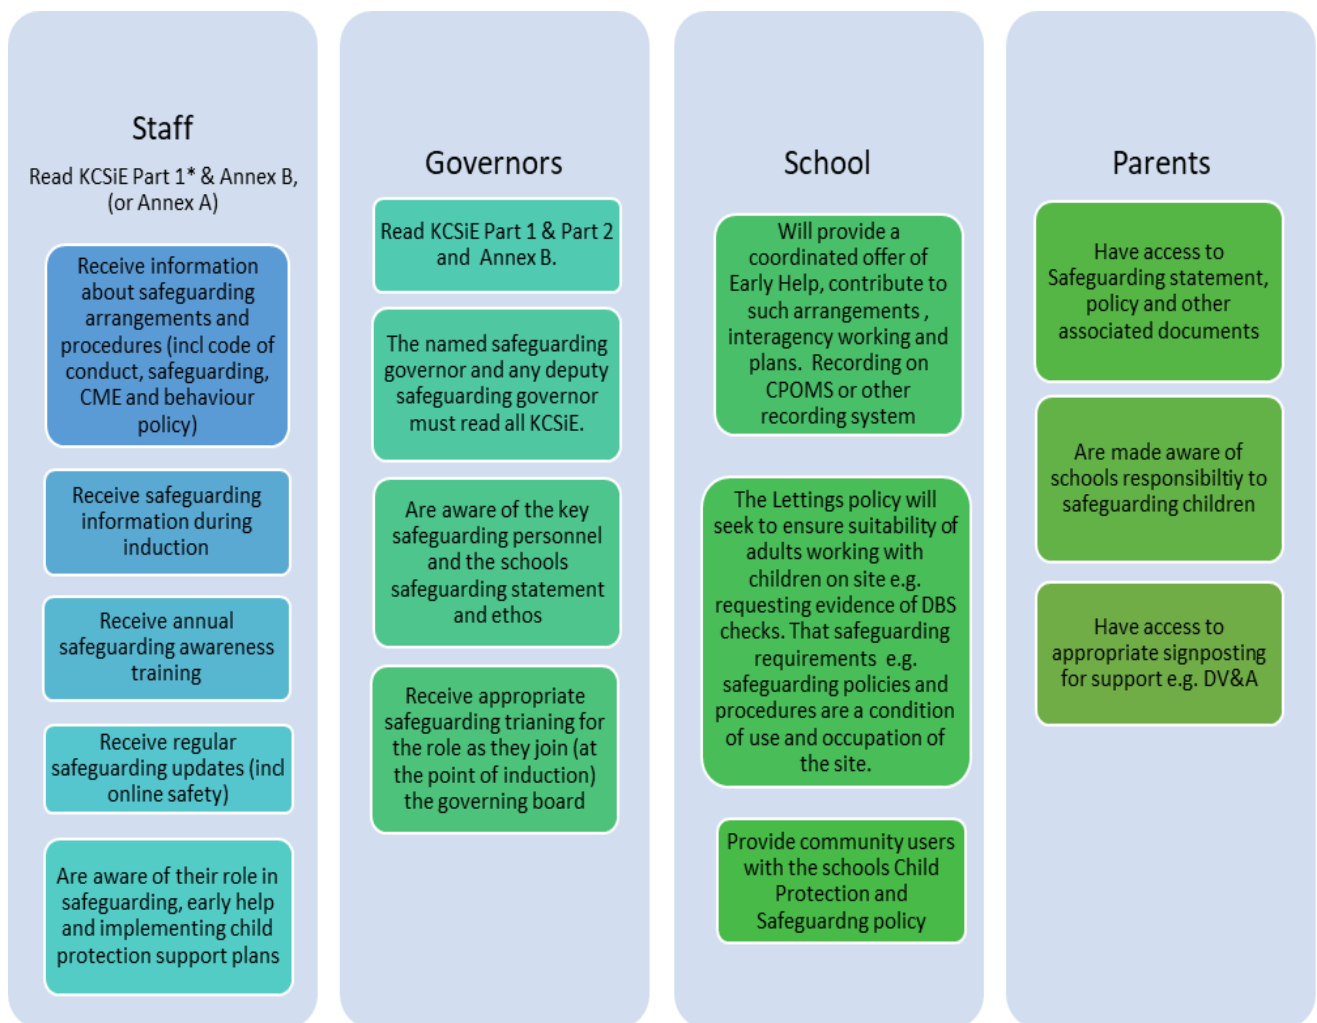 Staff
Read KCSiE Part 1* & Annex B,
(or Annex A)
Receive information
about safeguarding
arrangements and
procedures (incl code of
conduct, safeguarding,
CME and behaviour
policy)
Receive safeguarding
information during
induction
Receive annual
safeguarding awareness
training
Receive regular
safeguarding updates (incl
online safety)
Are aware of their role in
safeguarding, early help
and implementing child
protection support plans
Governors
Read KCSiE Part 1 & Part 2
and Annex B.
The named safeguarding
governor and any deputy
safeguarding governor
must read all KCSiE.
Are aware of the key
safeguarding personnel
and the schools
safeguarding statement
and ethos
Receive appropriate
safeguarding trianing for
the role as they join (at
the point of induction)
the governing board
School
Will provide a
coordinated offer of
Early Help, contribute to
such arrangements ,
interagency working and
plans. Recording on
CPOMS or other
recording system
The Lettings policy will
seek to ensure suitability of
adults working with
children on site e.g.
requesting evidence of DBS
checks. That safeguarding
requirements e.g.
safeguarding policies and
procedures are a condition
of use and occupation of
the site.
Provide community users
with the schools Child
Protection and
Safeguardng policy
Parents
Have access to
Safeguarding statement,
policy and other
associated documents
Are made aware of
schools responsibiltiy to
safeguarding children
Have access to
appropriate signposting
for support e.g. DV&A